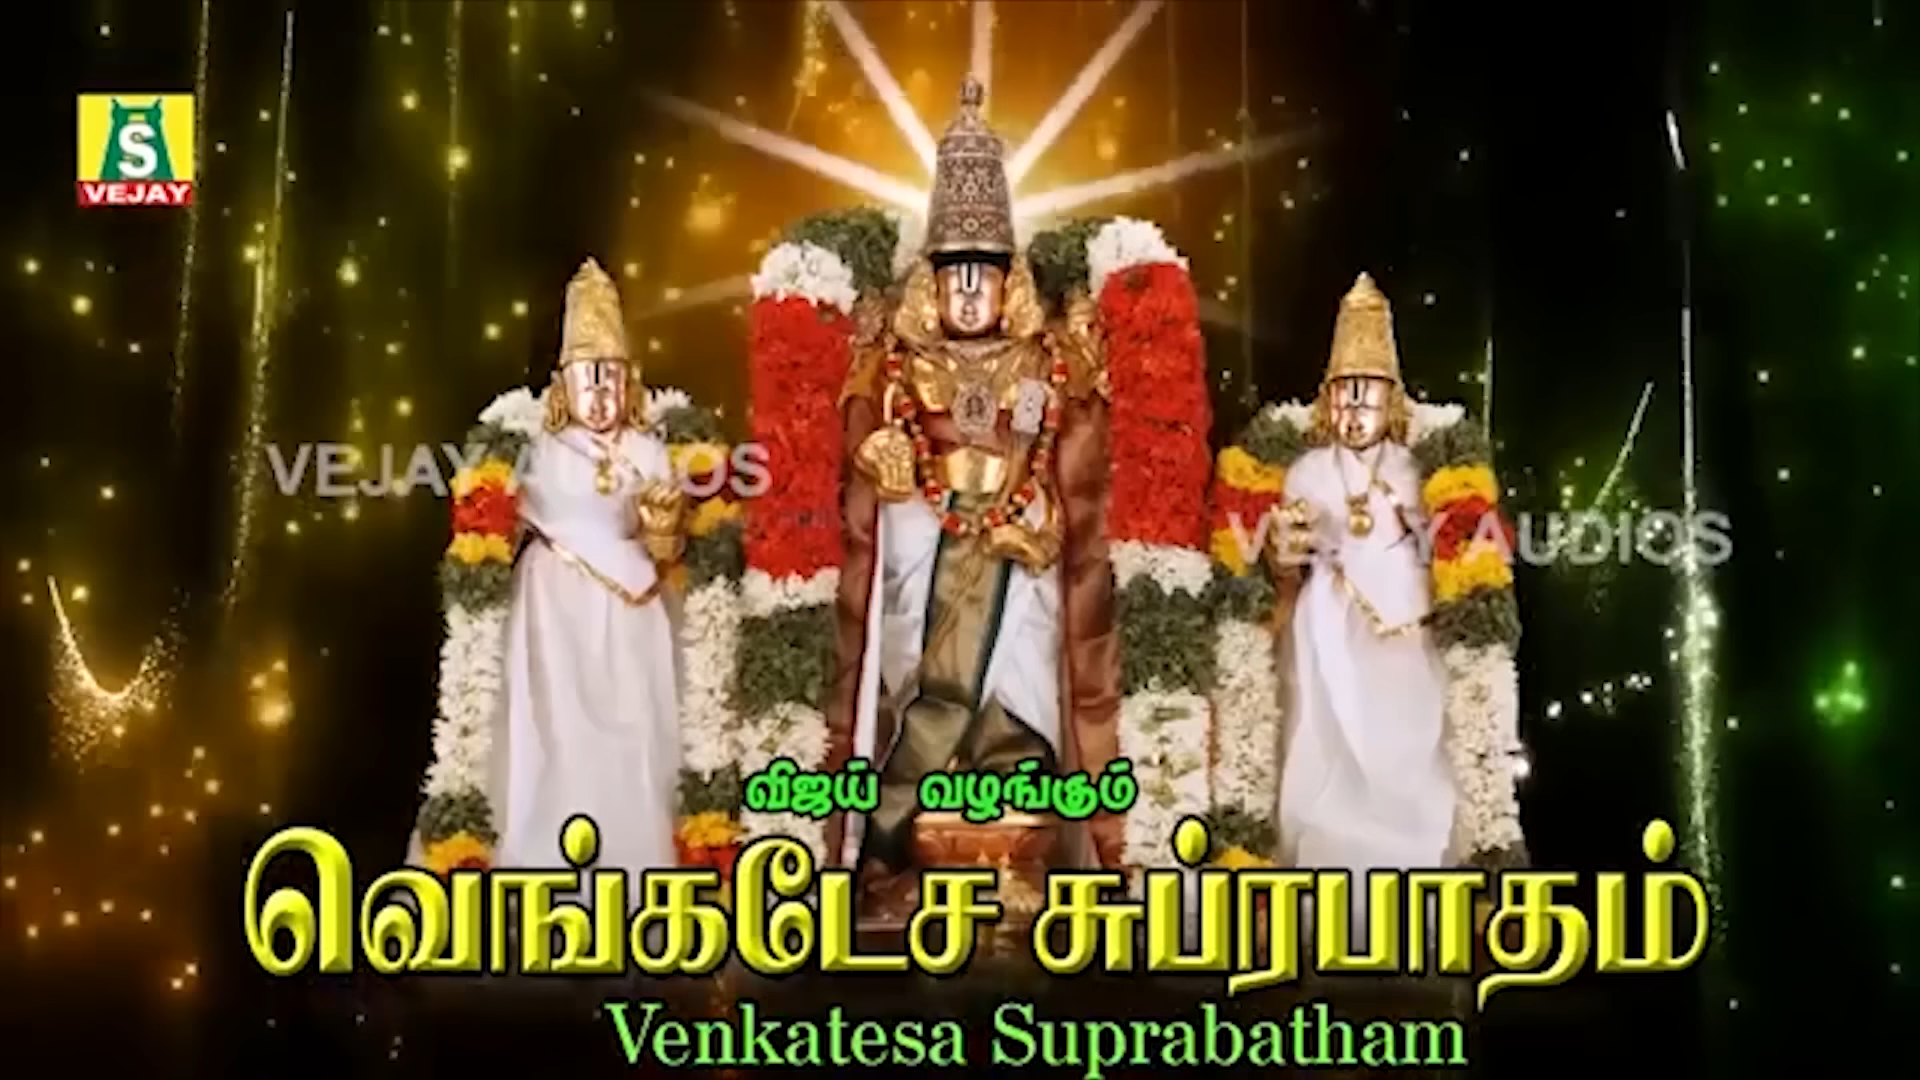 S
VEJAY
VEJAY AUDIOS
VEJAY AUDIOS
விஜய் வழங்கும்
வெங்கடேச சுப்ரபாதம்
Venkatesa Suprabatham